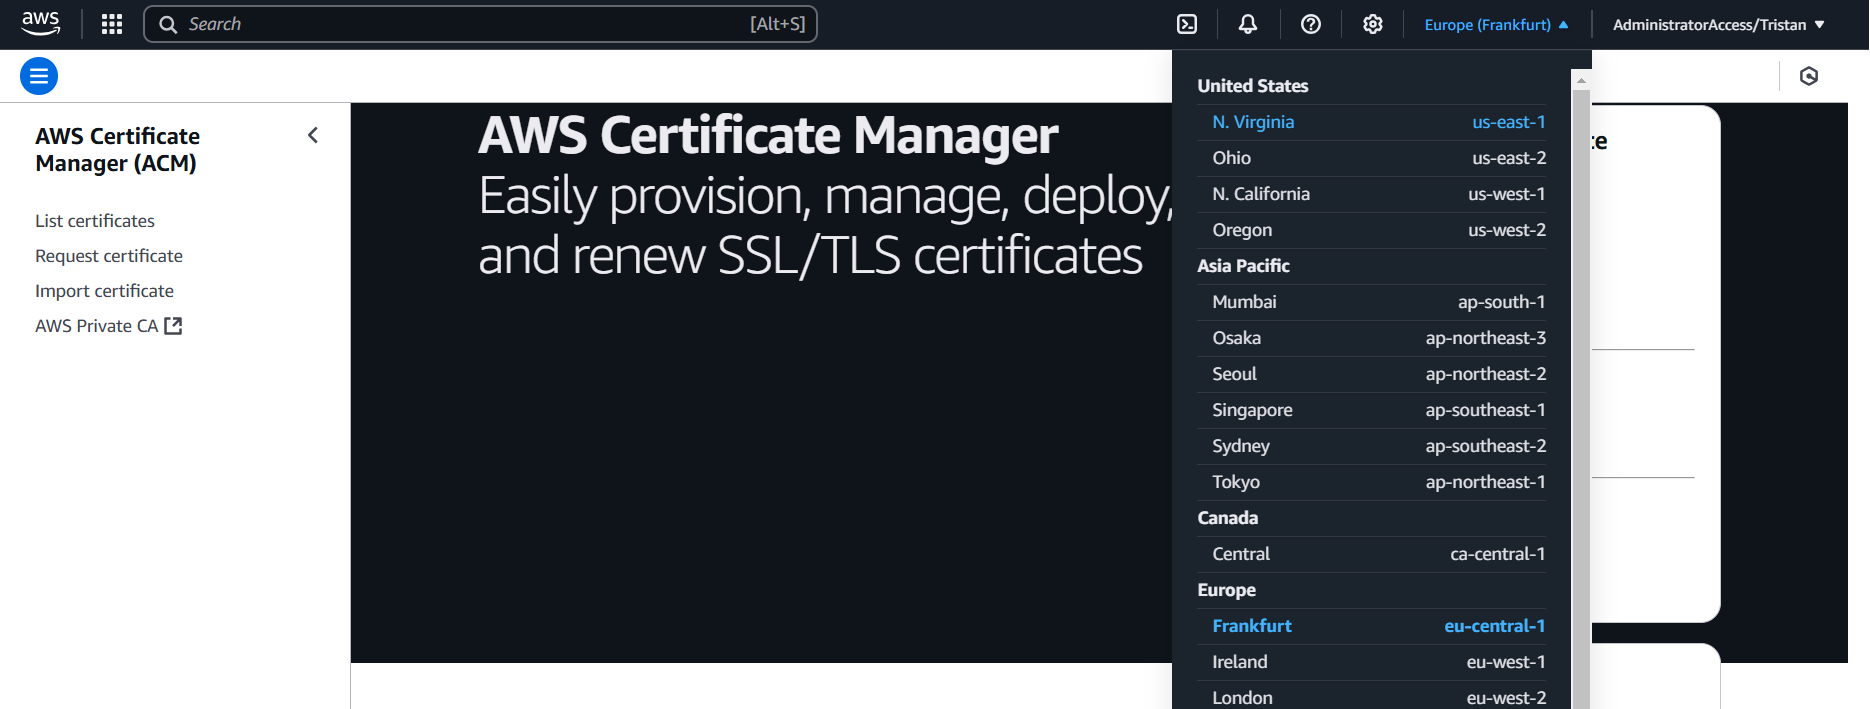 aws
Search [Alt+S]
Europe (Frankfurt)
AdministratorAccess/Tristan
AWS Certificate
Manager (ACM)
List certificates
Request certificate
Import certificate
AWS Private CA
AWS Certificate Manager
Easily provision, manage, deploy,
and renew SSL/TLS certificates
United States
N. Virginia us-east-1
Ohio us-east-2
N. California us-west-1
Oregon us-west-2
Asia Pacific
Mumbai ap-south-1
Osaka ap-northeast-3
Seoul ap-northeast-2
Singapore ap-southeast-1
Sydney ap-southeast-2
Tokyo ap-northeast-1
Canada
Central ca-central-1
Europe
Frankfurt eu-central-1
Ireland eu-west-1
London eu-west-2